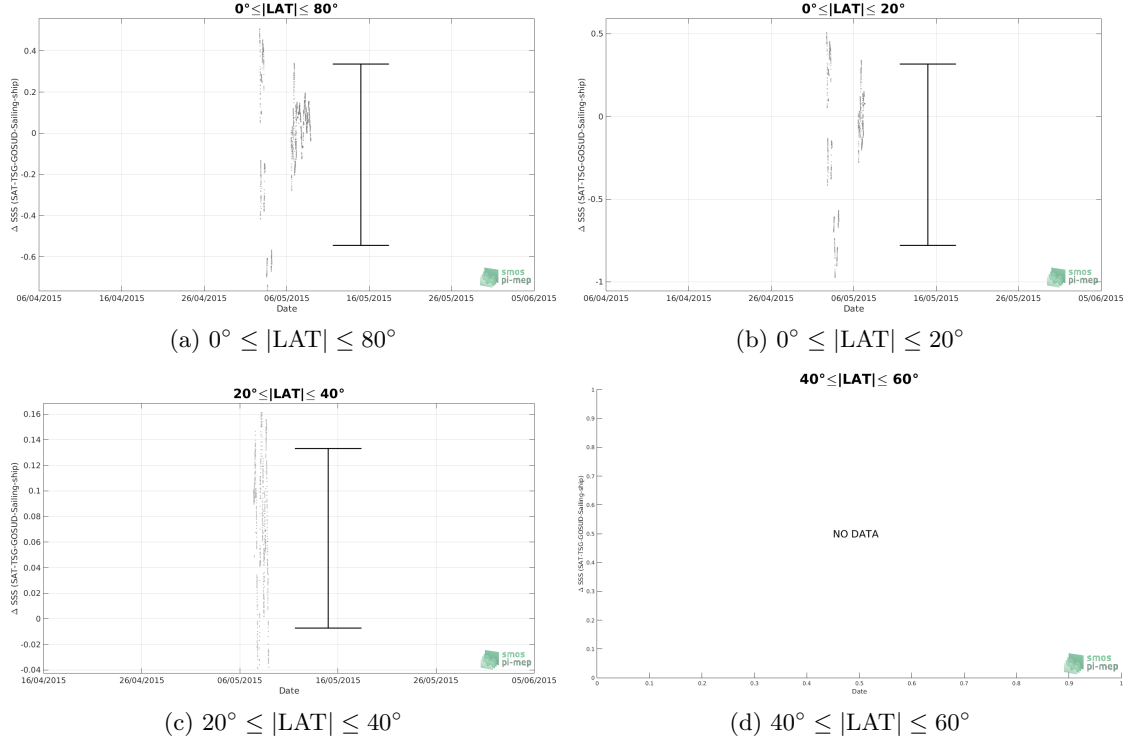 0°≤|LAT|≤ 80°
Δ SSS (SAT-TSG-GOSUD-Sailing-ship)
0.4
0.2
0
-0.2
-0.4
-0.6
06/04/2015 16/04/2015 26/04/2015 06/05/2015 16/05/2015 26/05/2015 05/06/2015
Date
smos
pi-mep
(a) 0° ≤ |LAT| ≤ 80°
0°≤|LAT|≤ 20°
Δ SSS (SAT-TSG-GOSUD-Sailing-ship)
0.5
0
-0.5
-1
06/04/2015 16/04/2015 26/04/2015 06/05/2015 16/05/2015 26/05/2015 05/06/2015
Date
smos
pi-mep
(b) 0° ≤ |LAT| ≤ 20°
20°≤|LAT|≤ 40°
Δ SSS (SAT-TSG-GOSUD-Sailing-ship)
0.16
0.14
0.12
0.1
0.08
0.06
0.04
0.02
0
-0.02
-0.04
16/04/2015 26/04/2015 06/05/2015 16/05/2015 26/05/2015 05/06/2015
Date
smos
pi-mep
(c) 20° ≤ |LAT| ≤ 40°
40°≤|LAT|≤ 60°
Δ SSS (SAT-TSG-GOSUD-Sailing-ship)
1
0.9
0.8
0.7
0.6
0.5
0.4
0.3
0.2
0.1
0
NO DATA
0 0.1 0.2 0.3 0.4 0.5 0.6 0.7 0.8 0.9 1
Date
smos
pi-mep
(d) 40° ≤ |LAT| ≤ 60°